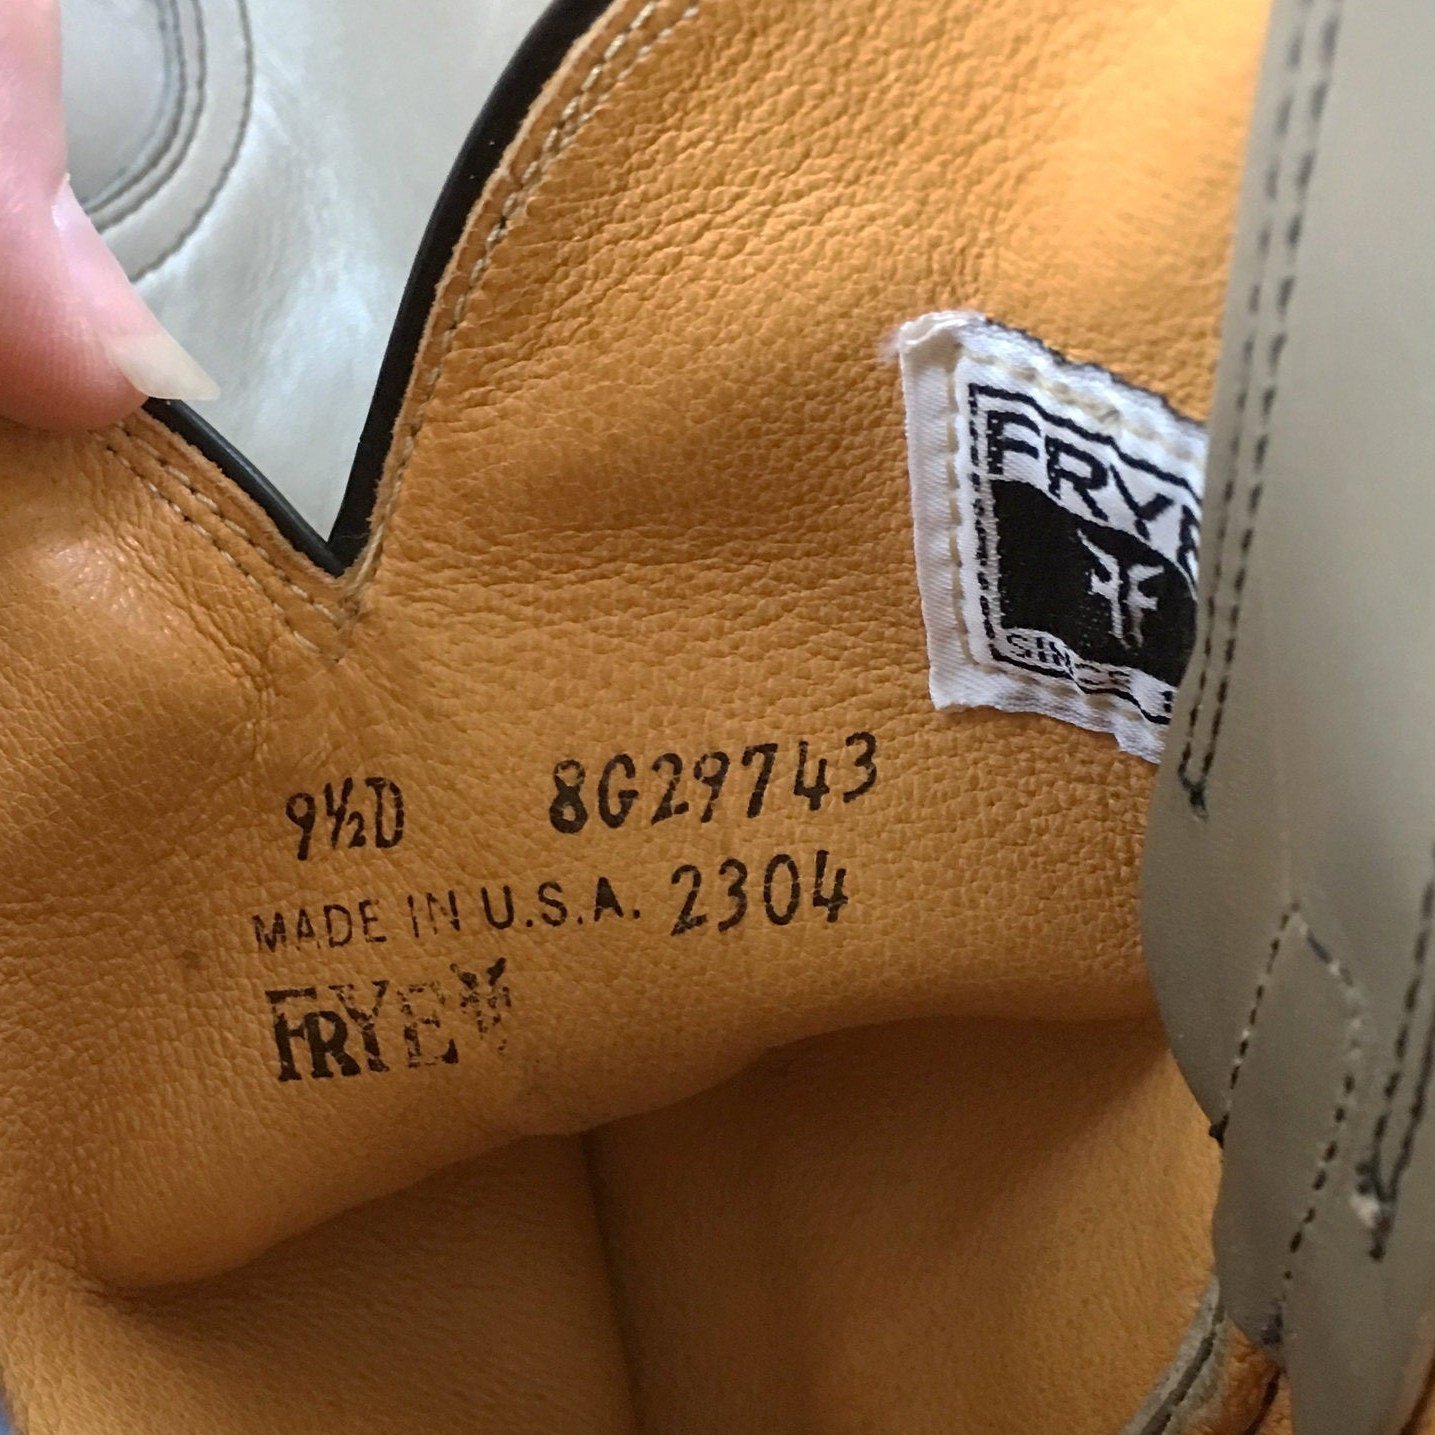 FRYE
SINCE
9½D 8G29743
MADE IN U.S.A. 2304
FRYE